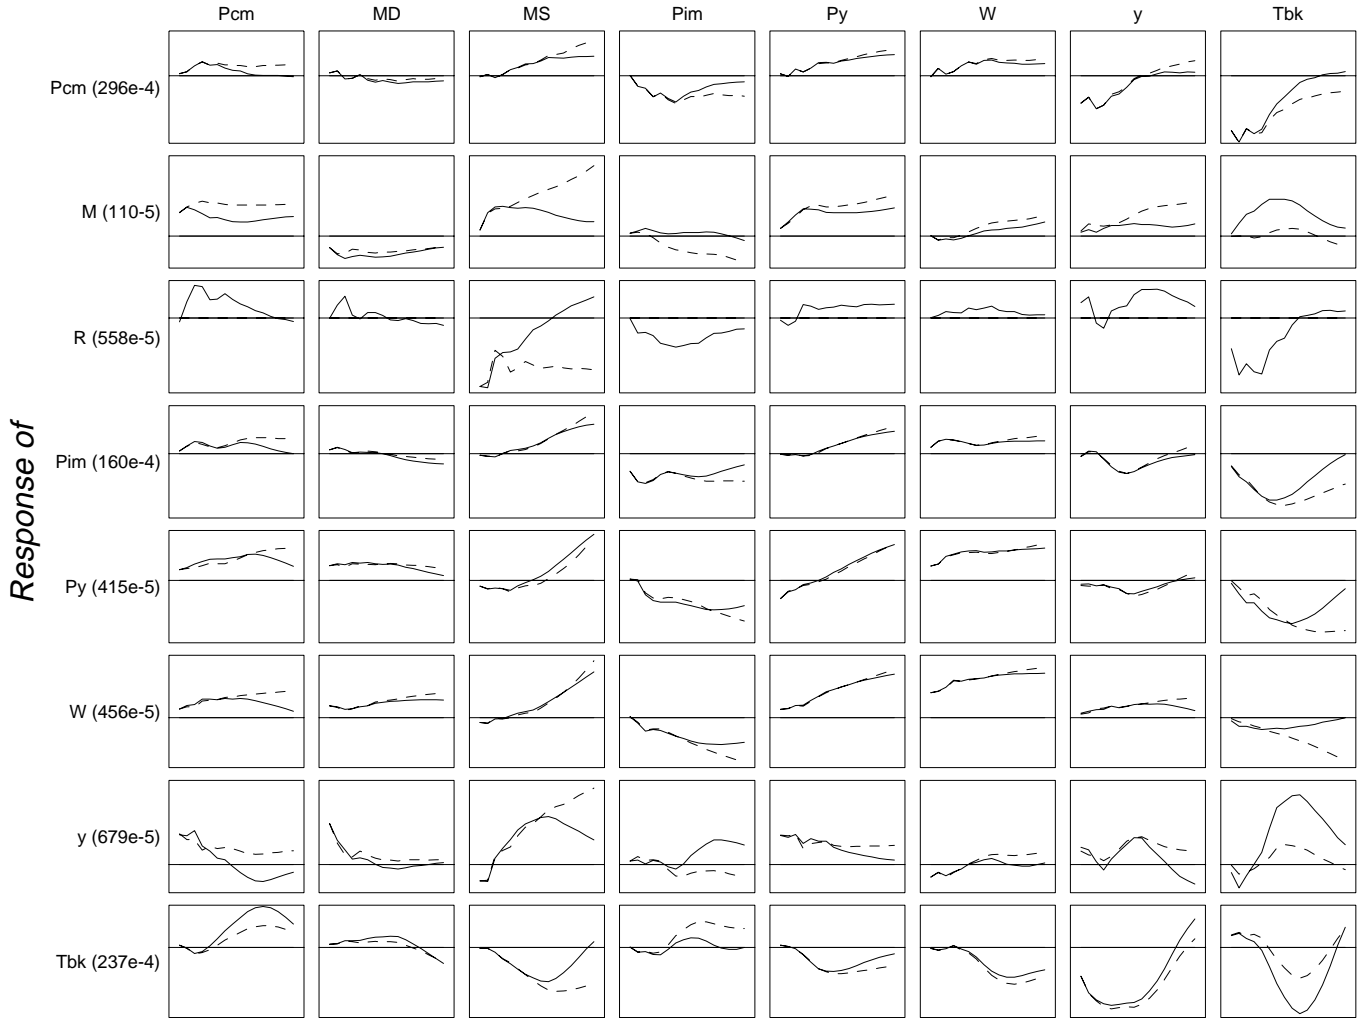 Pcm MD MS Pim Py W y Tbk
Pcm (296e-4)
M (110-5)
R (558e-5)
Response of
Pim (160e-4)
Py (415e-5)
W (456e-5)
y (679e-5)
Tbk (237e-4)